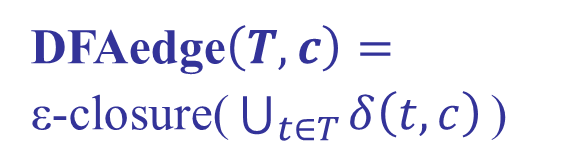 DFAedge(T, c) =
ε-closure( ⋃t∈T δ(t, c) )